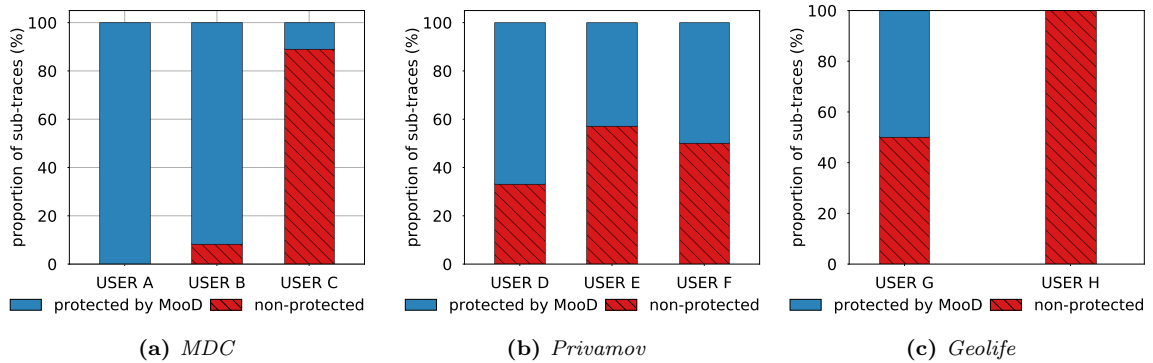 proportion of sub-traces (%)
100
80
60
40
20
0
USER A USER B USER C
protected by MooD non-protected
(a) MDC
proportion of sub-traces (%)
100
80
60
40
20
0
USER D USER E USER F
protected by MooD non-protected
(b) Privamov
proportion of sub-traces (%)
100
80
60
40
20
0
USER G USER H
protected by MooD non-protected
(c) Geolife